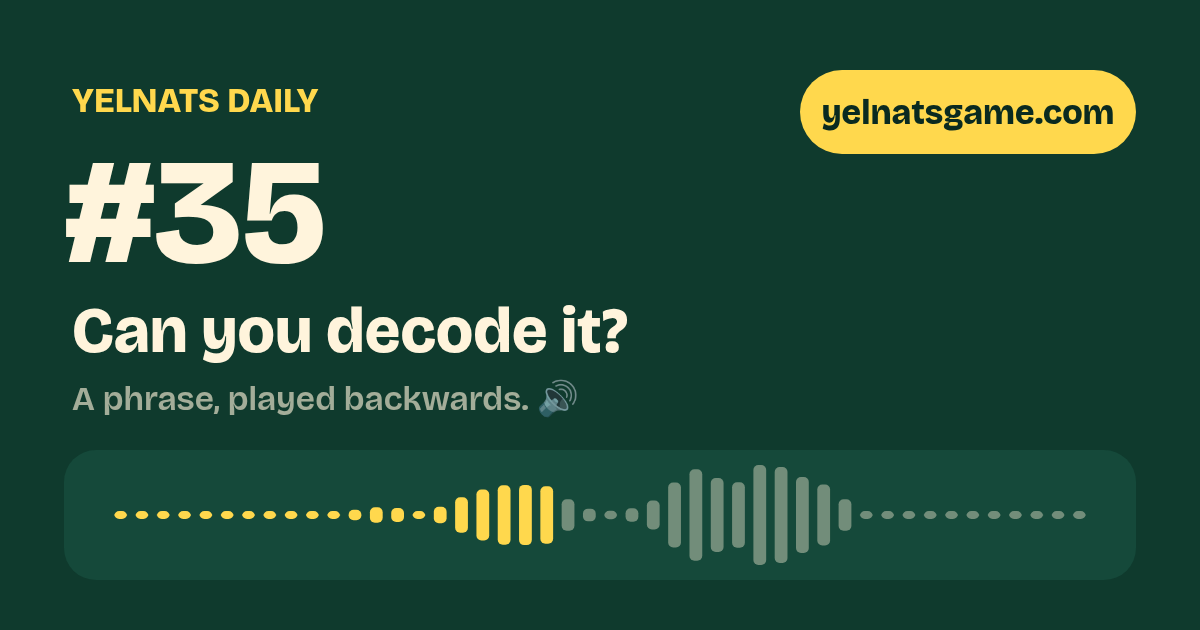 YELNATS DAILY
yelnatsgame.com
#35
Can you decode it?
A phrase, played backwards. 🔊